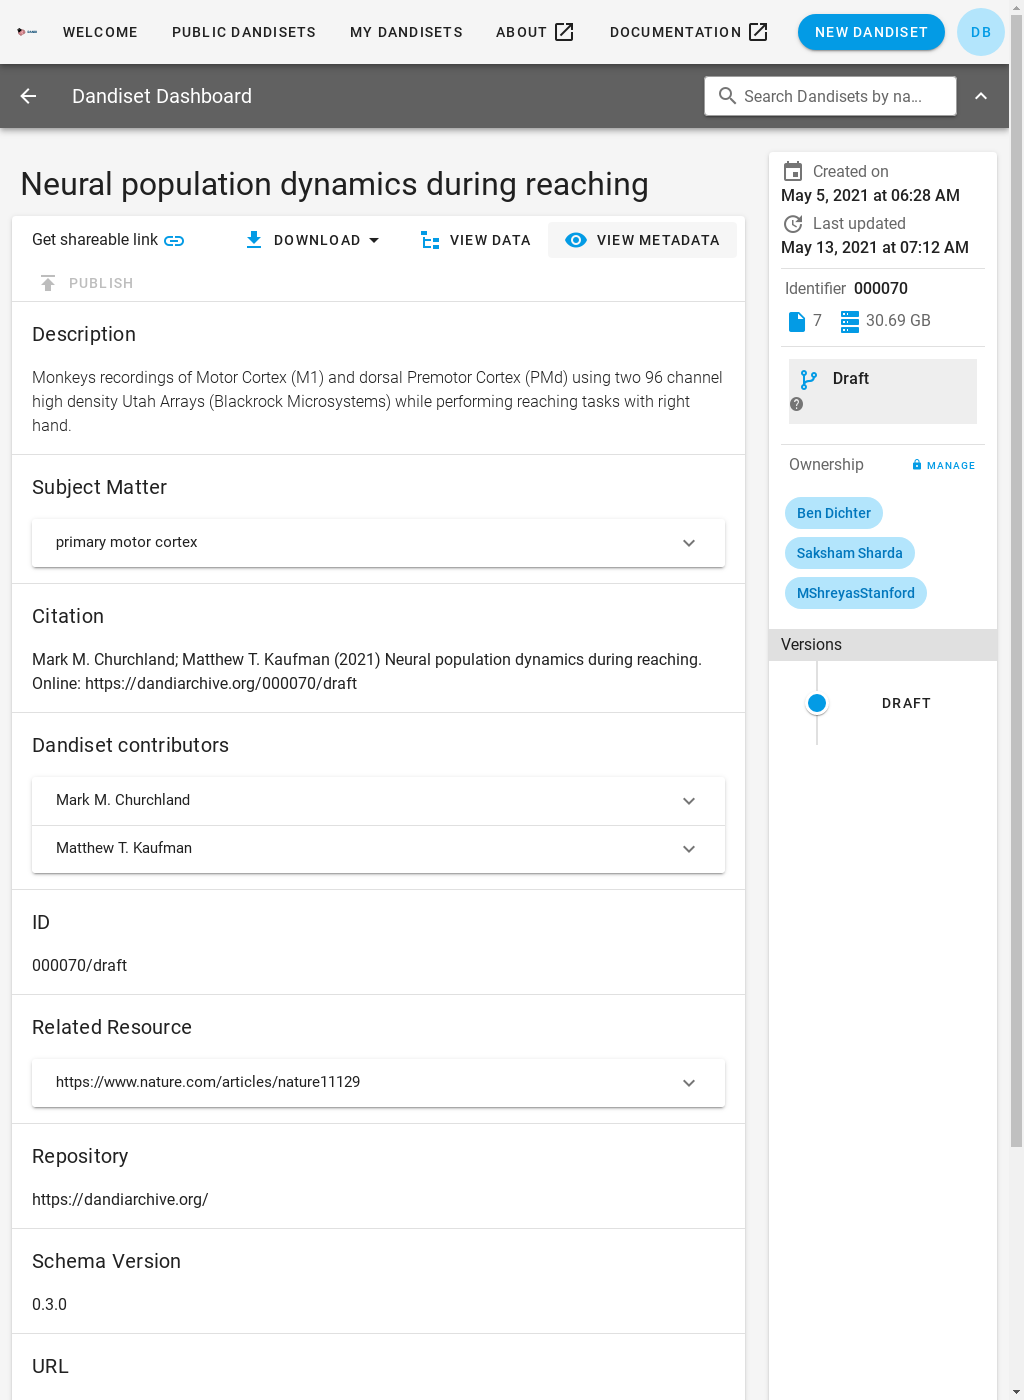 WELCOME PUBLIC DANDISETS MY DANDISETS ABOUT DOCUMENTATION NEW DANDISET DB
Dandiset Dashboard Search Dandisets by na...
Neural population dynamics during reaching
Get shareable link DOWNLOAD VIEW DATA VIEW METADATA
PUBLISH
Description
Monkeys recordings of Motor Cortex (M1) and dorsal Premotor Cortex (PMd) using two 96 channel
high density Utah Arrays (Blackrock Microsystems) while performing reaching tasks with right
hand.
Subject Matter
primary motor cortex
Citation
Mark M. Churchland; Matthew T. Kaufman (2021) Neural population dynamics during reaching.
Online: https://dandiarchive.org/000070/draft
Dandiset contributors
Mark M. Churchland
Matthew T. Kaufman
ID
000070/draft
Related Resource
https://www.nature.com/articles/nature11129
Repository
https://dandiarchive.org/
Schema Version
0.3.0
URL
Created on
May 5, 2021 at 06:28 AM
Last updated
May 13, 2021 at 07:12 AM
Identifier 000070
7 30.69 GB
Draft
Ownership MANAGE
Ben Dichter
Saksham Sharda
MShreyasStanford
Versions
DRAFT